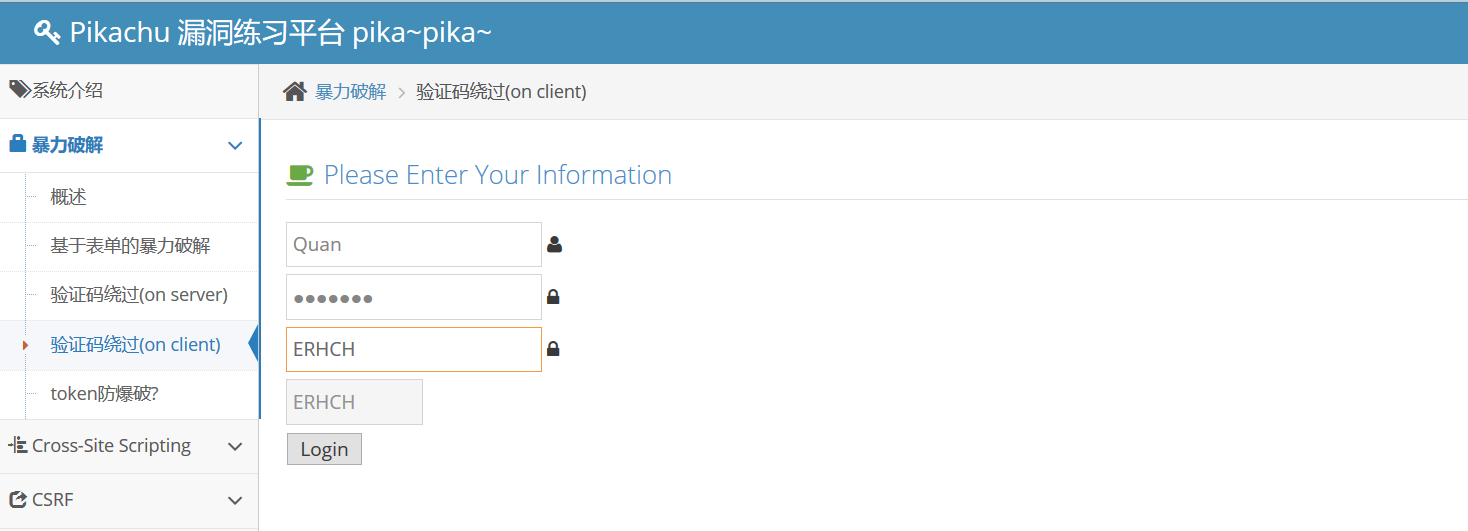 Pikachu 漏洞练习平台 pika~pika~
系统介绍
暴力破解
概述
基于表单的暴力破解
验证码绕过(on server)
验证码绕过(on client)
token防爆破?
Cross-Site Scripting
CSRF
暴力破解 > 验证码绕过(on client)
Please Enter Your Information
Quan
●●●●●●●
ERHCH
ERHCH
Login